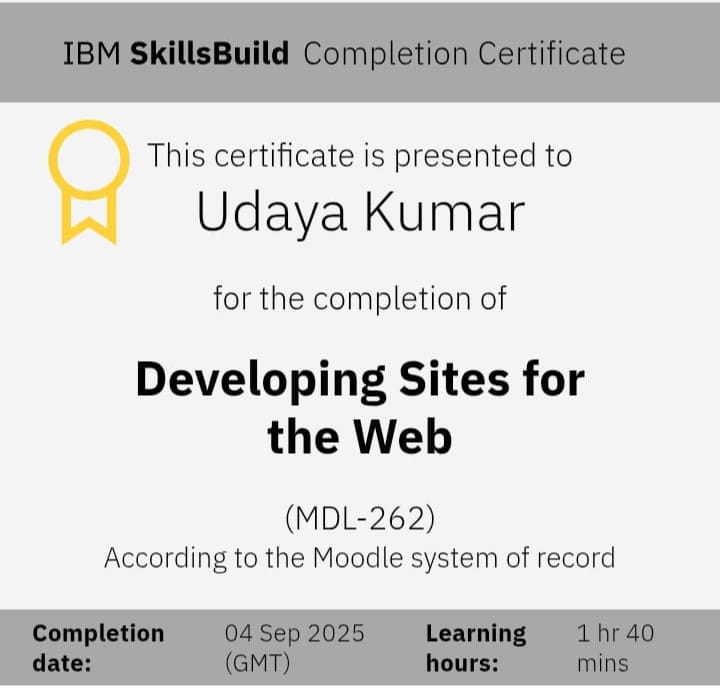 IBM SkillsBuild Completion Certificate
This certificate is presented to
Udaya Kumar
for the completion of
Developing Sites for
the Web
(MDL-262)
According to the Moodle system of record
Completion date:
04 Sep 2025 (GMT)
Learning hours:
1 hr 40 mins